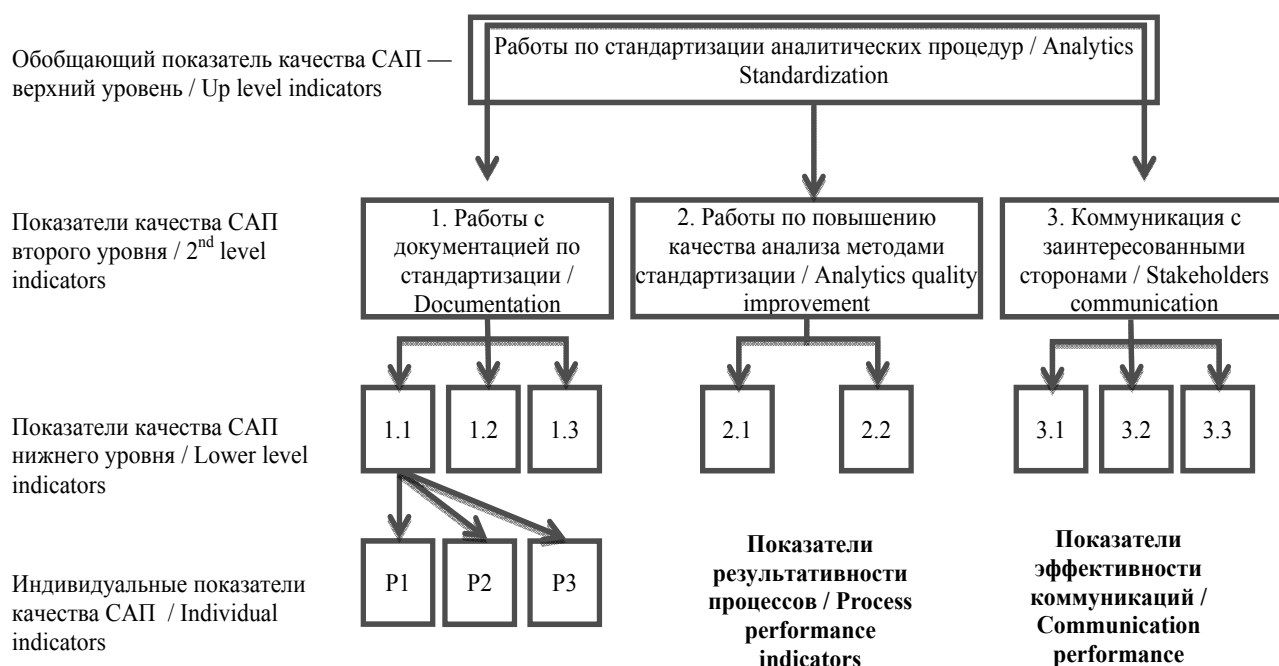 Обобщающий показатель качества САП —
верхний уровень / Up level indicators
Работы по стандартизации аналитических процедур / Analytics
Standardization
Показатели качества САП
второго уровня / 2nd level
indicators
1. Работы с
документацией по
стандартизации /
Documentation
2. Работы по повышению
качества анализа методами
стандартизации / Analytics quality
improvement
3. Коммуникация с
заинтересованными
сторонами / Stakeholders
communication
Показатели качества САП
нижнего уровня / Lower level
indicators
1.1
1.2
1.3
2.1
2.2
3.1
3.2
3.3
Индивидуальные показатели
качества САП / Individual
indicators
P1
P2
P3
Показатели
результативности
процессов / Process
performance
indicators
Показатели
эффективности
коммуникаций /
Communication
performance